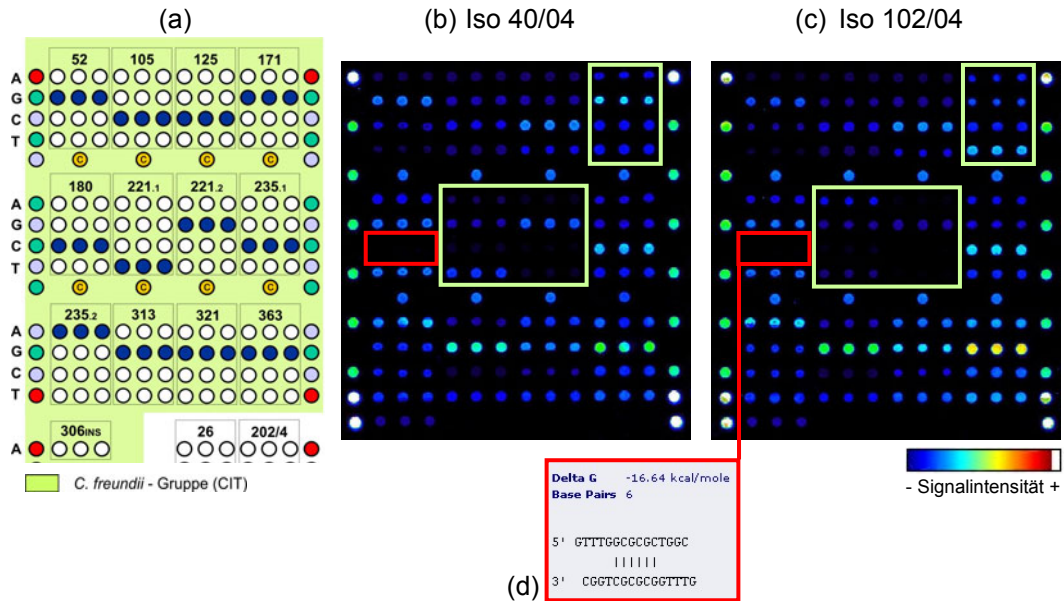 (a)
(b) Iso 40/04
(c) Iso 102/04
52 105 125 171
A
G
C
T
C C C C
180 221.1 221.2 235.1
A
G
C
T
C C C C
235.2 313 321 363
A
G
C
T
306INS 26 202/4
A
C. freundii - Gruppe (CIT)
- Signalintensität +
Delta G -16.64 kcal/mole
Base Pairs 6
5' GTTTGGCGCGCTGGC
||||||
3' CGGTCGCGCGGTTTG
(d)